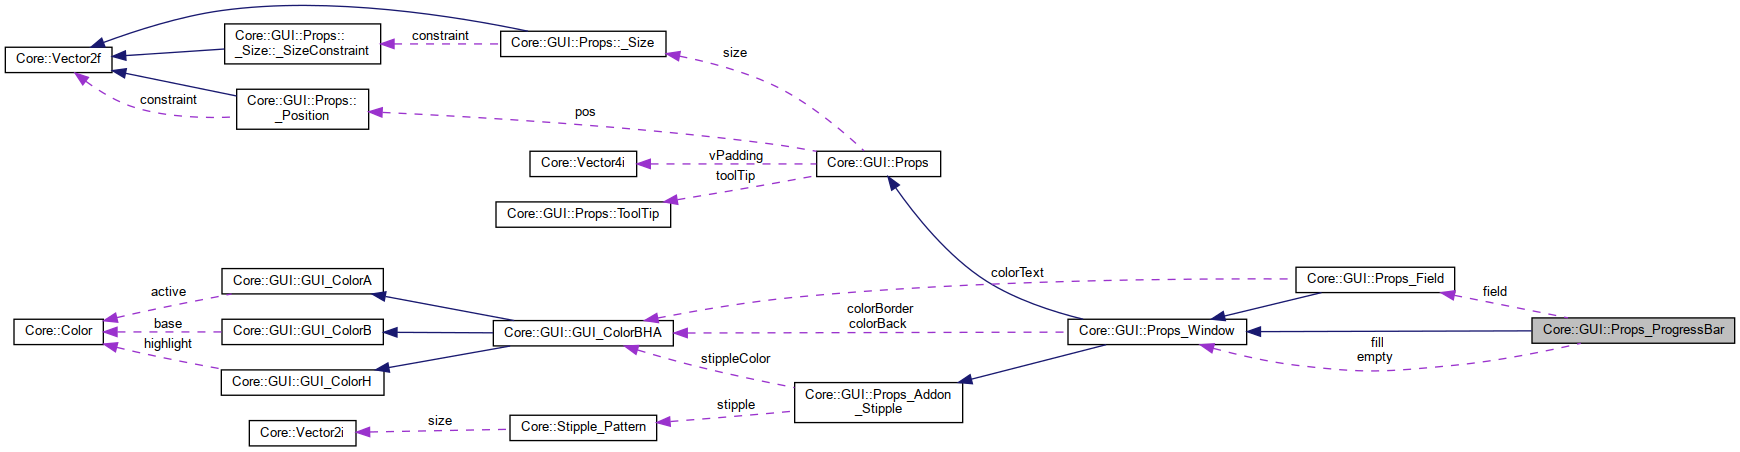 Core::Vector2f
Core::GUI::Props::
_Size::_SizeConstraint
constraint
Core::GUI::Props::_Size
size
constraint
Core::GUI::Props::
_Position
pos
Core::Vector4i
vPadding
toolTip
Core::GUI::Props
Core::GUI::Props::ToolTip
Core::Color
active
base
highlight
Core::GUI::GUI_ColorA
Core::GUI::GUI_ColorB
Core::GUI::GUI_ColorH
Core::GUI::GUI_ColorBHA
colorText
colorBorder
colorBack
stippleColor
Core::Vector2i
size
Core::Stipple_Pattern
stipple
Core::GUI::Props_Addon
_Stipple
Core::GUI::Props_Window
Core::GUI::Props_Field
field
fill
empty
Core::GUI::Props_ProgressBar